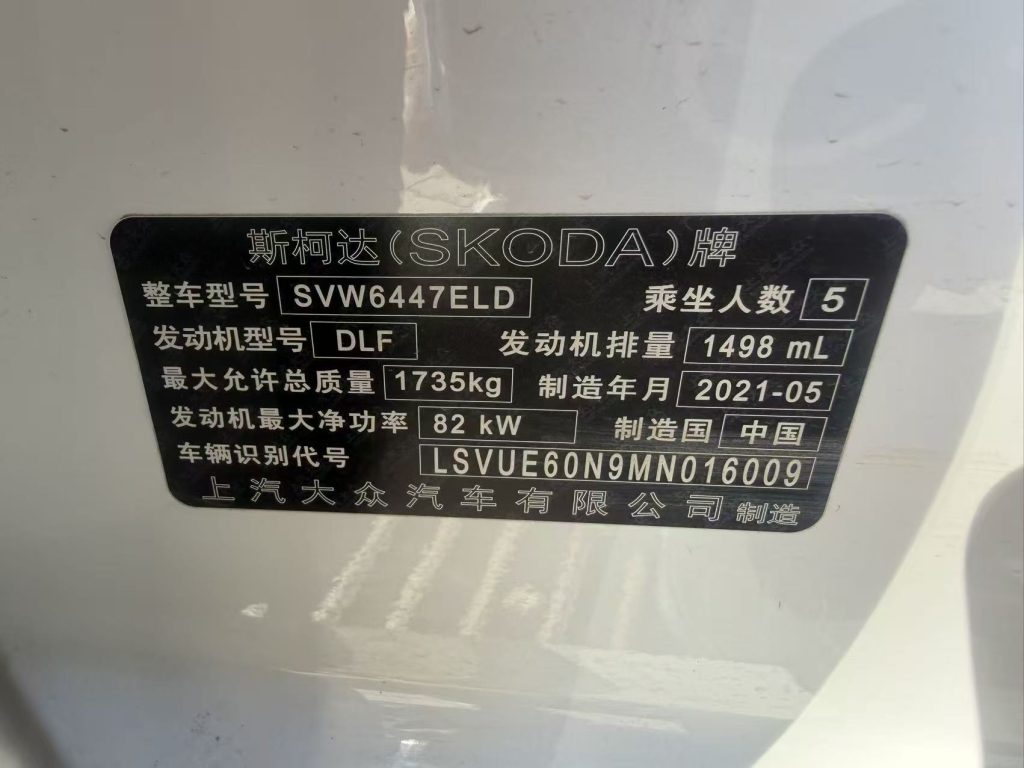 斯柯达(SKODA)牌
整车型号 SVW6447ELD 乘坐人数 5
发动机型号 DLF 发动机排量 1498 mL
最大允许总质量 1735kg 制造年月 2021-05
发动机最大净功率 82 kW 制造国 中国
车辆识别代号 LSVUE60N9MN016009
上汽大众汽车有限公司 制造